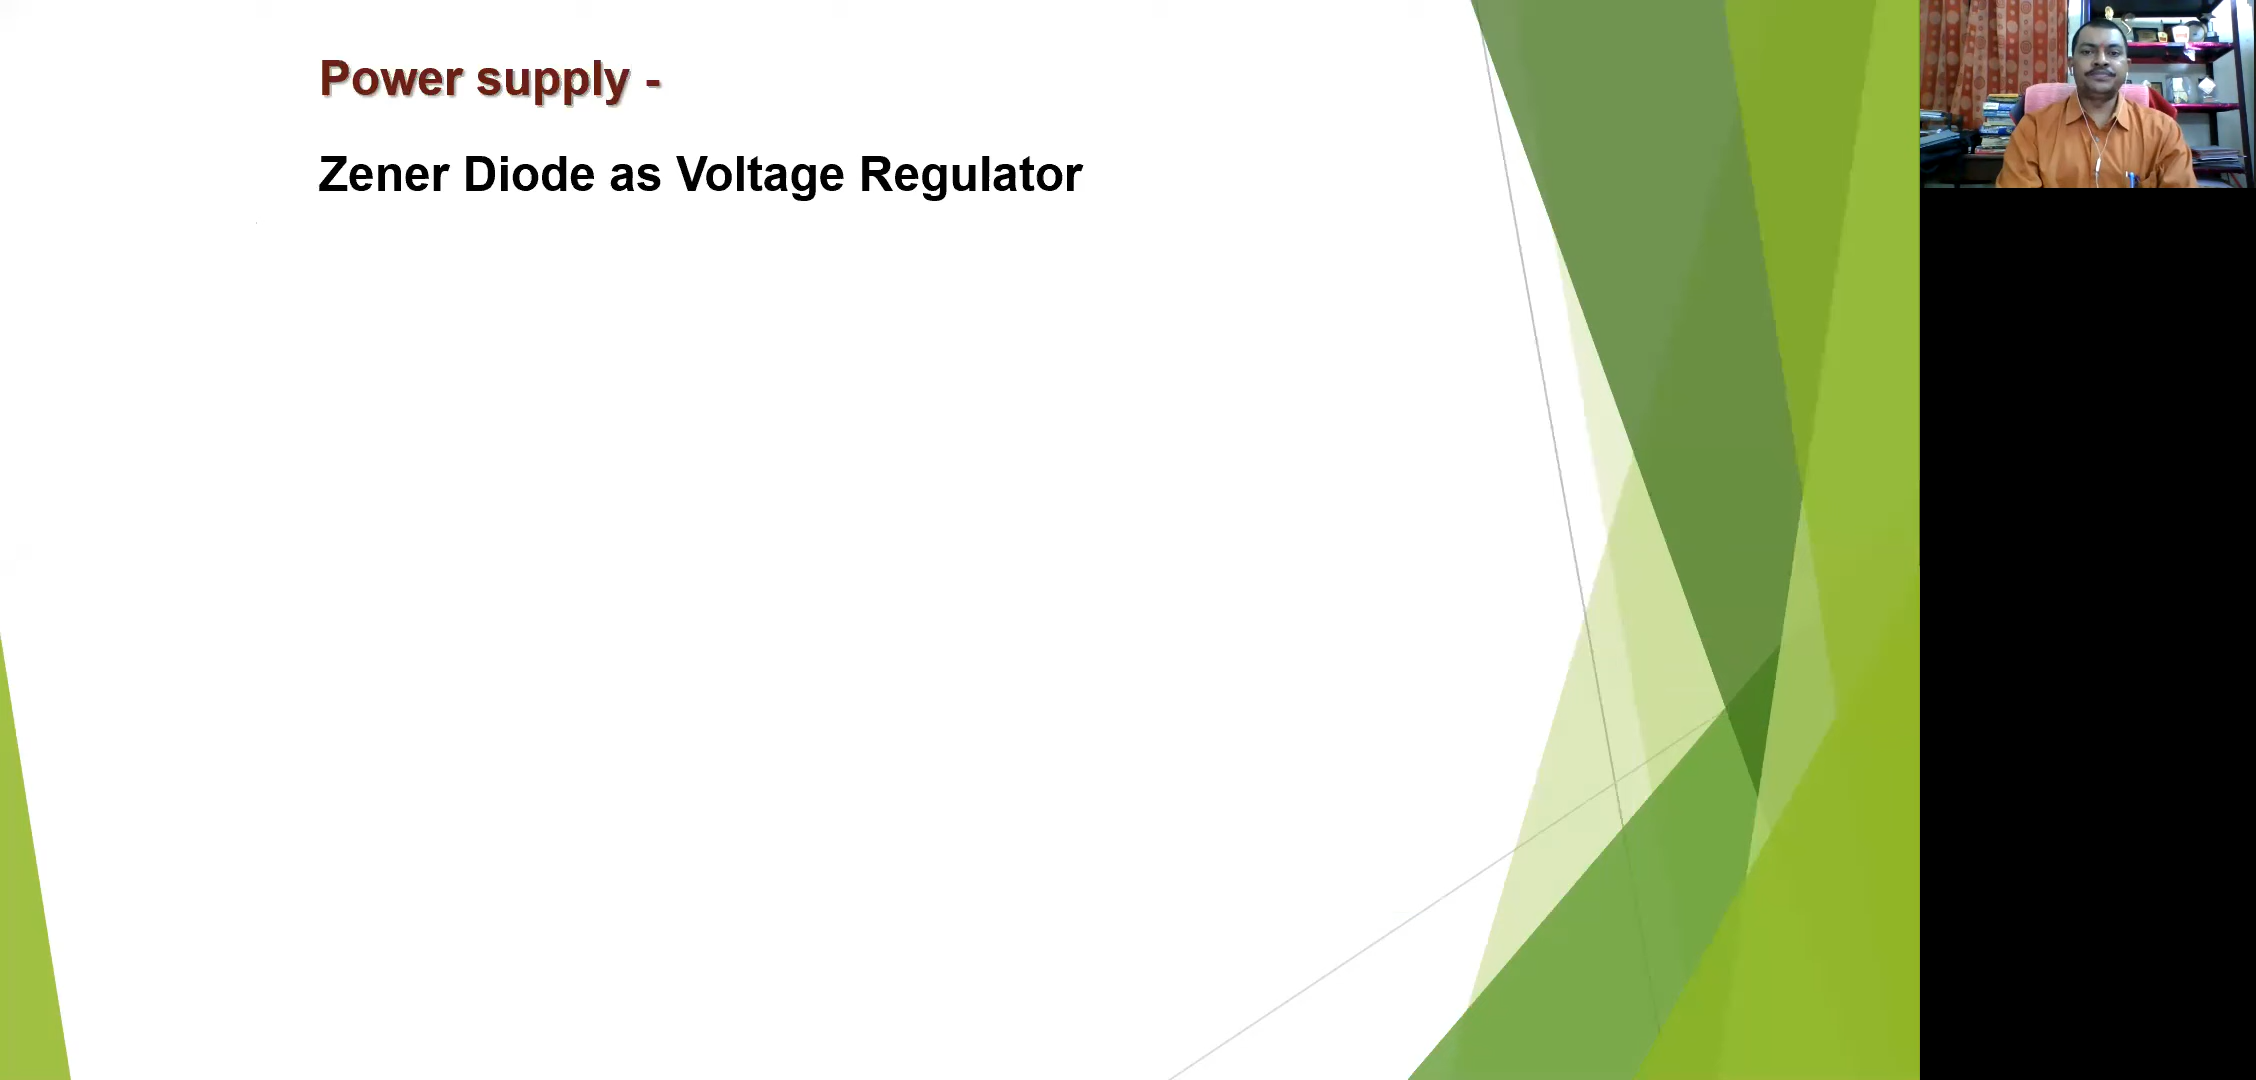 Power supply -
Zener Diode as Voltage Regulator